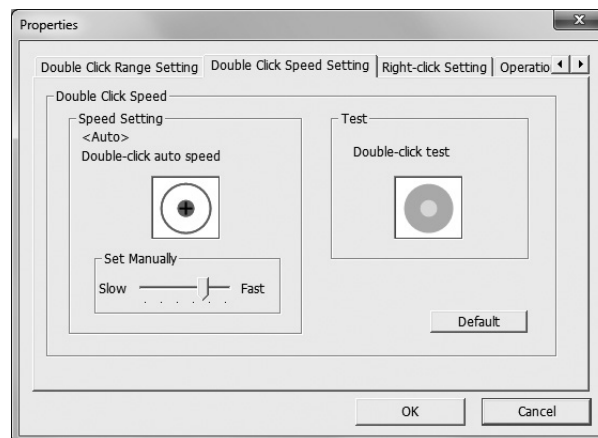 Properties
Double Click Range Setting Double Click Speed Setting Right-click Setting Operatio
Double Click Speed
Speed Setting
<Auto>
Double-click auto speed
Set Manually
Slow Fast
Test
Double-click test
Default
OK Cancel